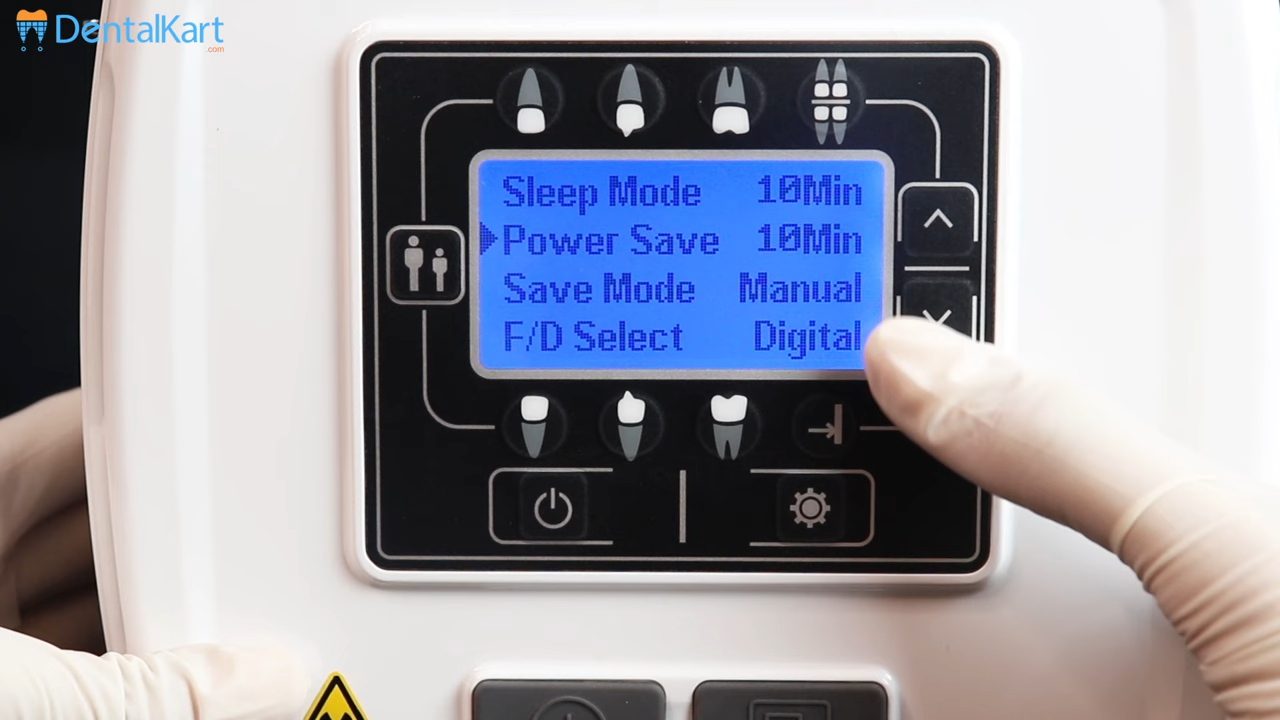 DentalKart
.com
Sleep Mode 10Min
Power Save 10Min
Save Mode Manual
F/D Select Digital